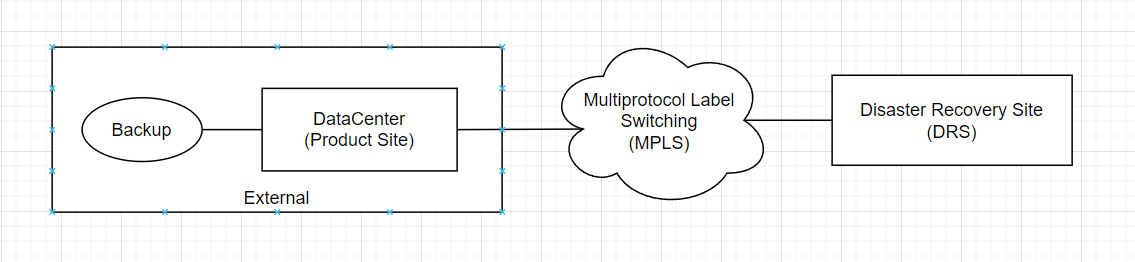 Backup
DataCenter
(Product Site)
External
Multiprotocol Label
Switching
(MPLS)
Disaster Recovery Site
(DRS)